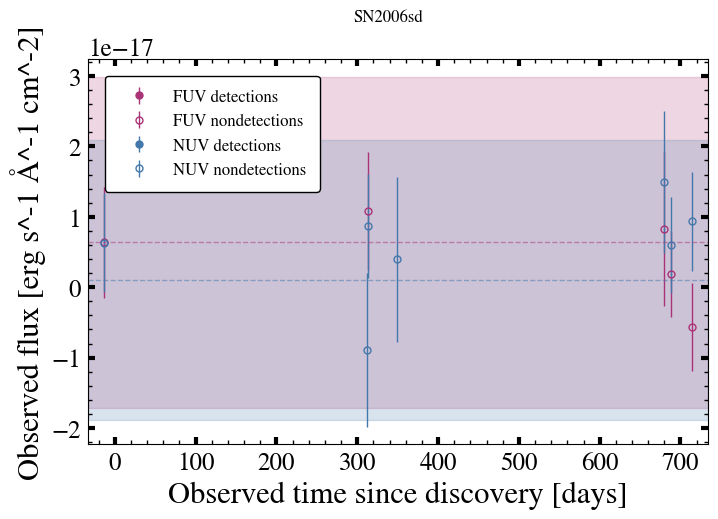 SN2006sd
1e−17
Observed flux [erg s^-1 Å^-1 cm^-2]
3
2
1
0
−1
−2
FUV detections
FUV nondetections
NUV detections
NUV nondetections
0 100 200 300 400 500 600 700
Observed time since discovery [days]